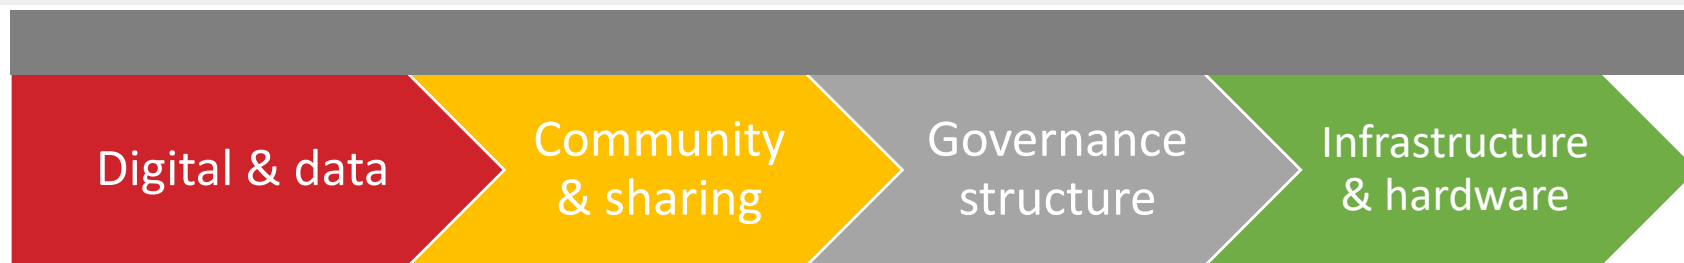 Digital & data
Community
& sharing
Governance
structure
Infrastructure
& hardware